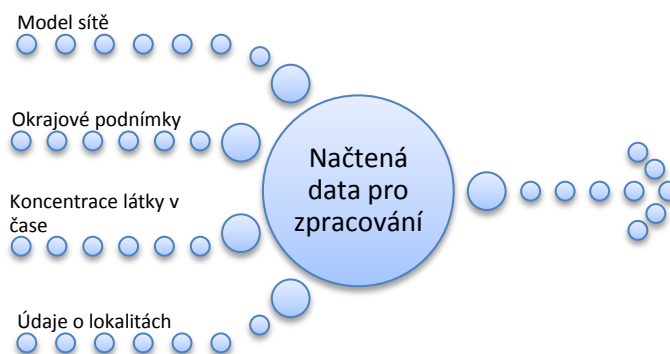 Model sítě
Okrajové podnímky
Koncentrace látky v
čase
Údaje o lokalitách
Načtená
data pro
zpracování